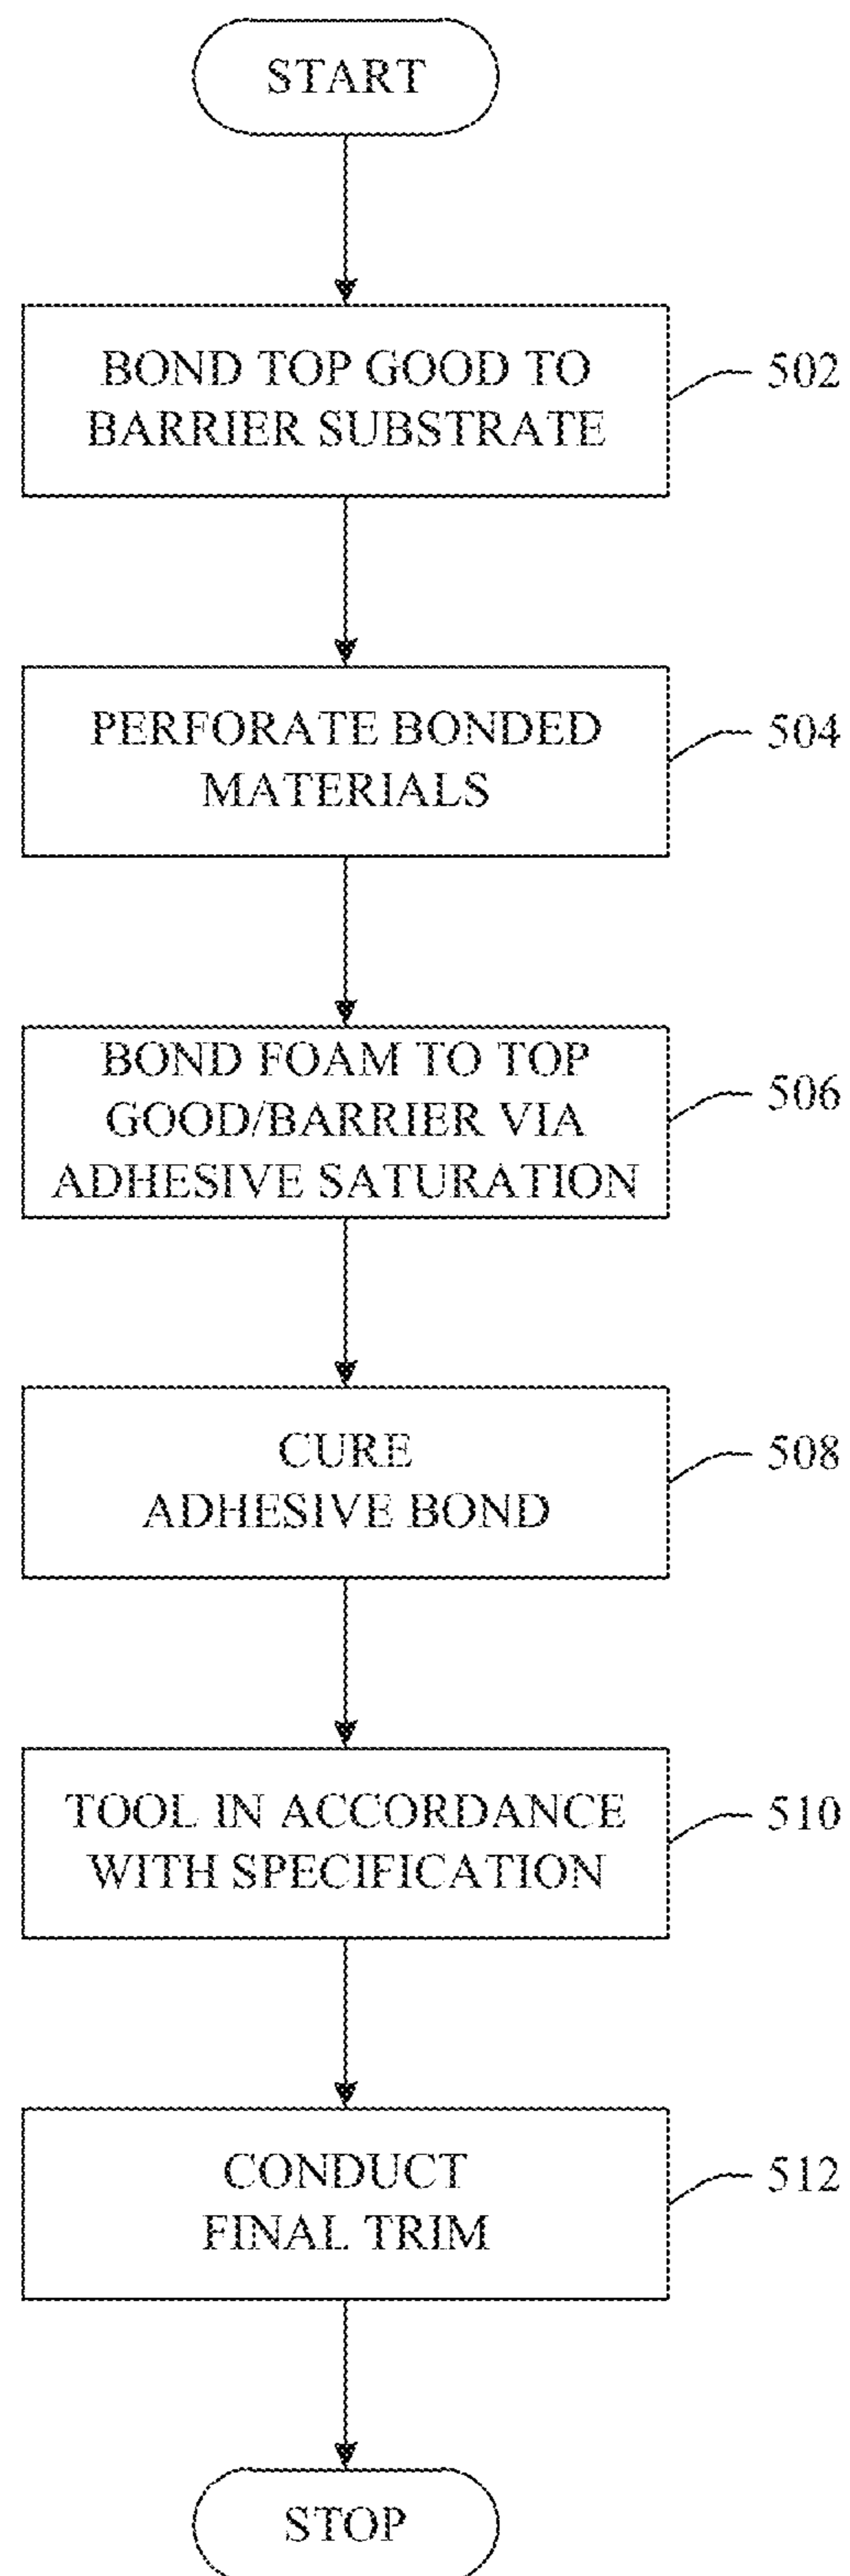 START
BOND TOP GOOD TO
BARRIER SUBSTRATE
502
PERFORATE BONDED
MATERIALS
504
BOND FOAM TO TOP
GOOD/BARRIER VIA
ADHESIVE SATURATION
506
CURE
ADHESIVE BOND
508
TOOL IN ACCORDANCE
WITH SPECIFICATION
510
CONDUCT
FINAL TRIM
512
STOP